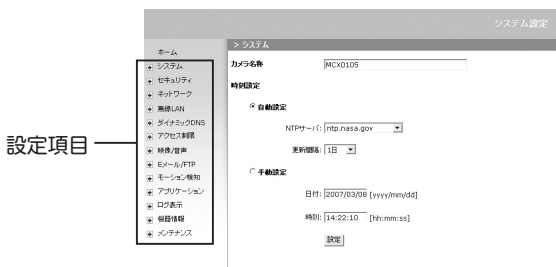 システム設定
ホーム
システム
セキュリティ
ネットワーク
無線LAN
ダイナミックDNS
アクセス制限
映像/音声
Eメール/FTP
モーション検知
アプリケーション
ログ表示
機器情報
メンテナンス
設定項目
> システム
カメラ名称 MCX0105
時刻設定
自動設定
NTPサーバ: ntp.nasa.gov
更新間隔: 1日
手動設定
日付: 2007/03/08 [yyyy/mm/dd]
時刻: 14:22:10 [hh:mm:ss]
設定